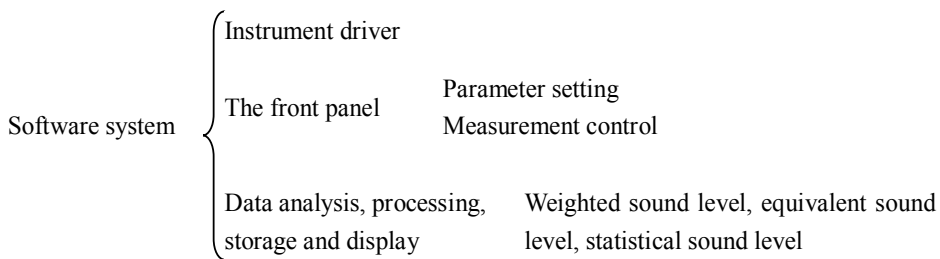 Instrument driver
Parameter setting
The front panel
Software system
Measurement control
Data analysis, processing,
storage and display
Weighted sound level, equivalent sound
level, statistical sound level